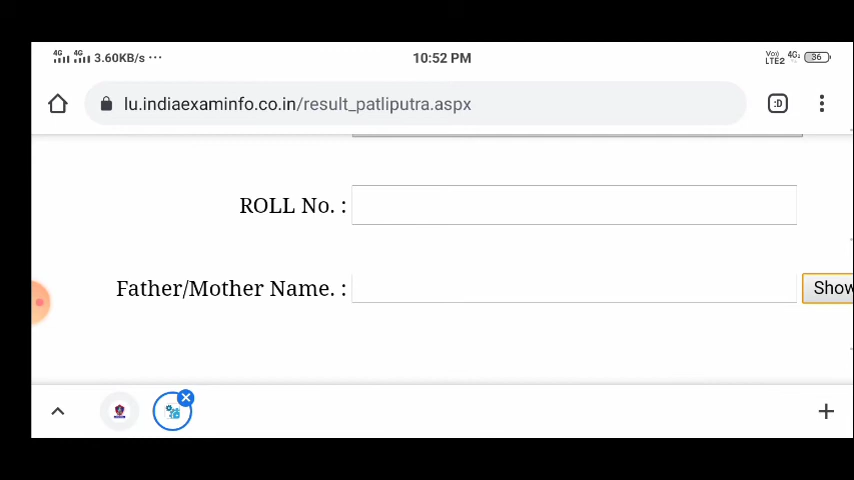 4G 4G 3.60KB/s ··· 10:52 PM Vo)) LTE2 4G 36
lu.indiaexaminfo.co.in/result_patliputra.aspx :D
ROLL No. :
Father/Mother Name. : Show